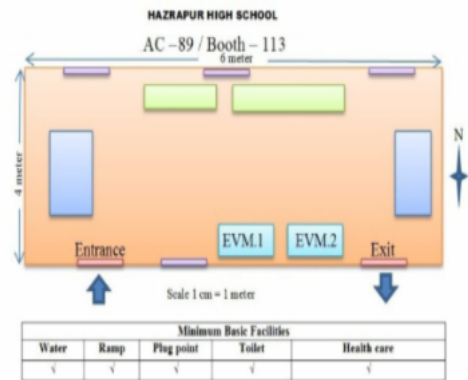 HAZRAPUR HIGH SCHOOL
AC –89 / Booth – 113
6 meter
4 meter
N
EVM.1 EVM.2
Entrance Exit
Scale 1 cm = 1 meter
Minimum Basic Facilities
Water Ramp Plug point Toilet Health care
√ √ √ √ √